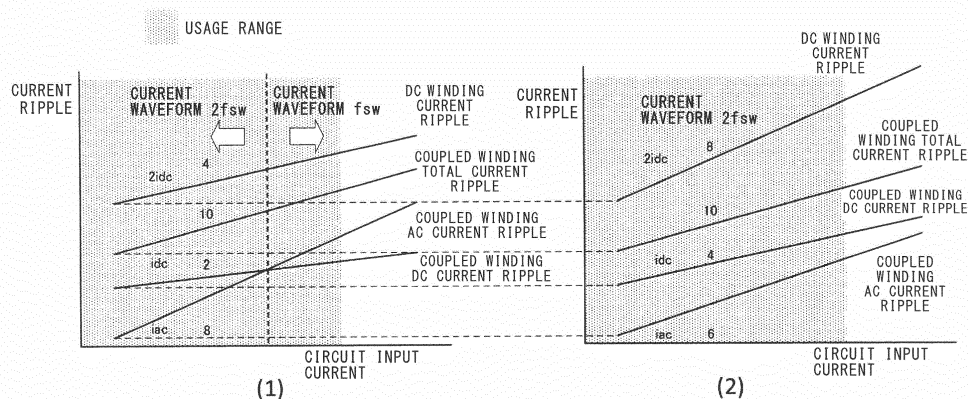 USAGE RANGE
CURRENT
RIPPLE
CURRENT
WAVEFORM 2fsw
CURRENT
WAVEFORM fsw
DC WINDING
CURRENT
RIPPLE
4
2idc
COUPLED WINDING
TOTAL CURRENT
RIPPLE
10
COUPLED WINDING
AC CURRENT RIPPLE
idc
2
COUPLED WINDING
DC CURRENT RIPPLE
iac
8
CIRCUIT INPUT
CURRENT
(1)
CURRENT
RIPPLE
CURRENT
WAVEFORM 2fsw
DC WINDING
CURRENT
RIPPLE
8
2idc
COUPLED
WINDING TOTAL
CURRENT RIPPLE
10
COUPLED WINDING
DC CURRENT RIPPLE
idc
4
COUPLED
WINDING
AC CURRENT
RIPPLE
iac
6
CIRCUIT INPUT
CURRENT
(2)